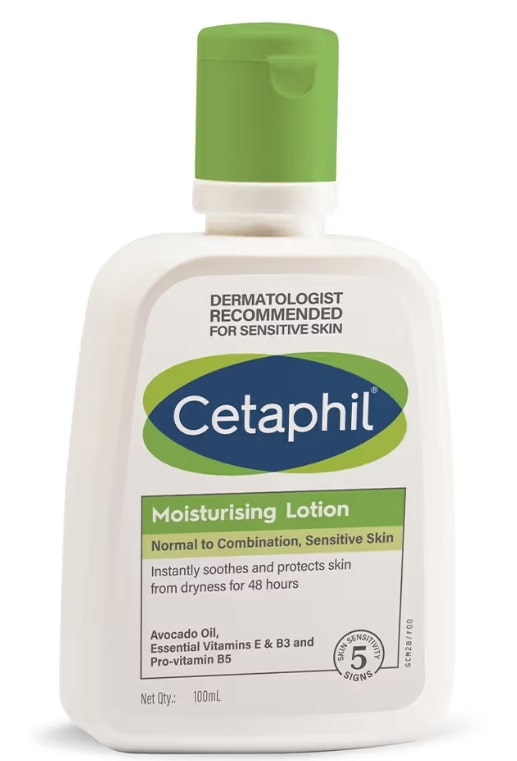 DERMATOLOGIST
RECOMMENDED
FOR SENSITIVE SKIN
Cetaphil®
Moisturising Lotion
Normal to Combination, Sensitive Skin
Instantly soothes and protects skin
from dryness for 48 hours
Avocado Oil,
Essential Vitamins E & B3 and
Pro-vitamin B5
SKIN SENSITIVITY
5
SIGNS
GCM28/F00
Net Qty.: 100mL